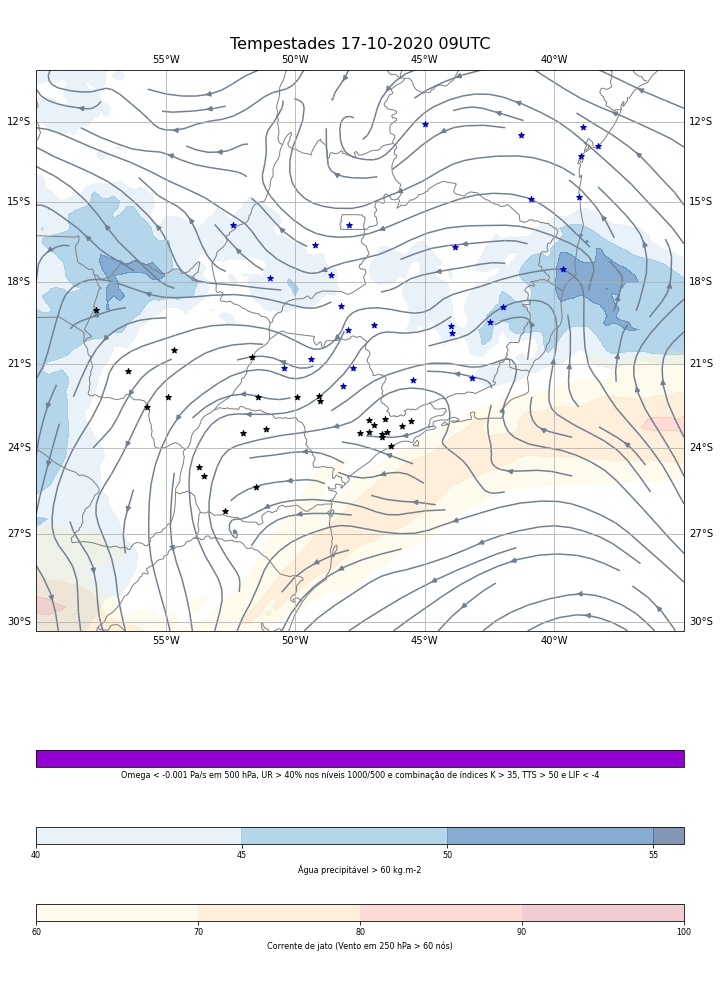 Tempestades 17-10-2020 09UTC
55°W 50°W 45°W 40°W
12°S 12°S
15°S 15°S
18°S 18°S
21°S 21°S
24°S 24°S
27°S 27°S
30°S 30°S
55°W 50°W 45°W 40°W
Omega < -0.001 Pa/s em 500 hPa, UR > 40% nos níveis 1000/500 e combinação de índices K > 35, TTS > 50 e LIF < -4
40 45 50 55
Água precipitável > 60 kg.m-2
60 70 80 90 100
Corrente de jato (Vento em 250 hPa > 60 nós)